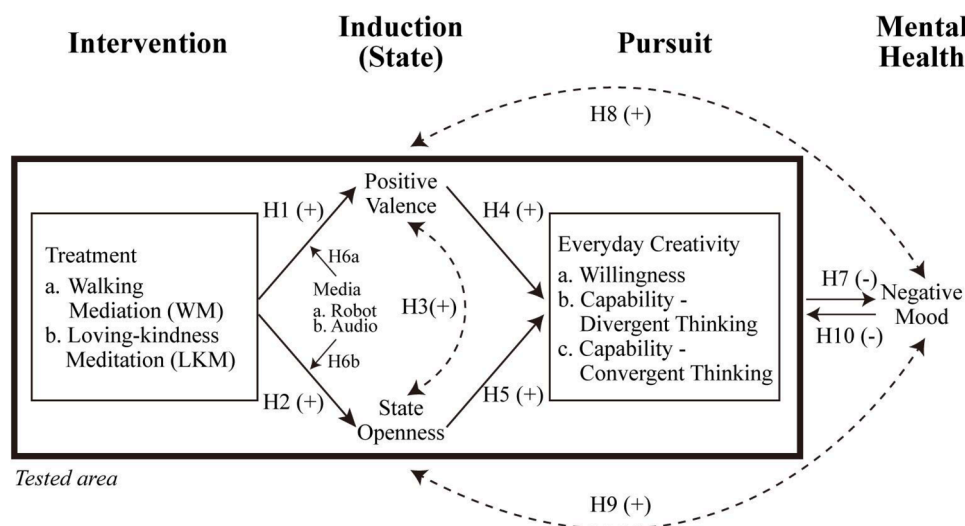 Intervention
Induction
(State)
Pursuit
Mental
Health
H8 (+)
Positive
Valence
H1 (+)
H4 (+)
Treatment
a. Walking
Mediation (WM)
b. Loving-kindness
Meditation (LKM)
H6a
Media
a. Robot
b. Audio
H6b
H3(+)
Everyday Creativity
a. Willingness
b. Capability -
Divergent Thinking
c. Capability -
Convergent Thinking
H7 (-)
Negative
Mood
H10 (-)
H2 (+)
H5 (+)
State
Openness
Tested area
H9 (+)